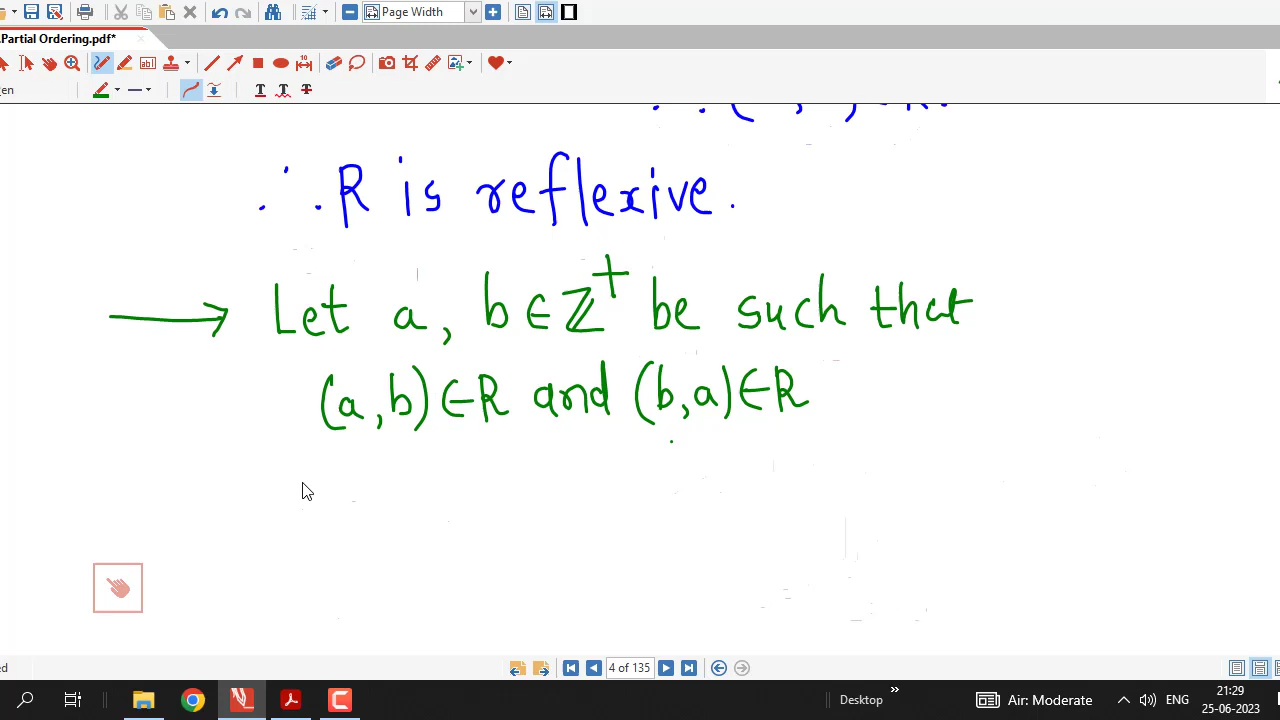 Page Width
Partial Ordering.pdf*
∴ R is reflexive.
→ Let a, b ∈ ℤ⁺ be such that
(a, b) ∈ R and (b, a) ∈ R
4 of 135
Desktop
»
Air: Moderate
ENG
21:29
25-06-2023